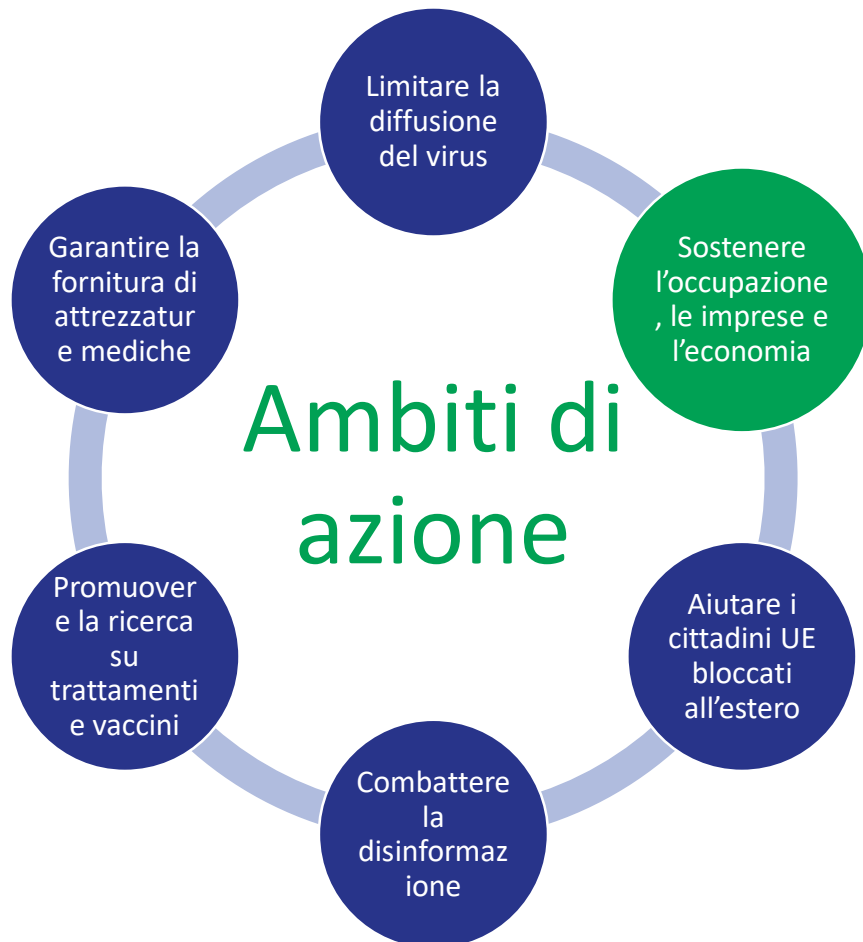 Limitare la
diffusione
del virus
Sostenere
l'occupazione
, le imprese e
l'economia
Aiutare i
cittadini UE
bloccati
all'estero
Combattere
la
disinformaz
ione
Promuover
e la ricerca
su
trattamenti
e vaccini
Garantire la
fornitura di
attrezzatur
e mediche
Ambiti di
azione